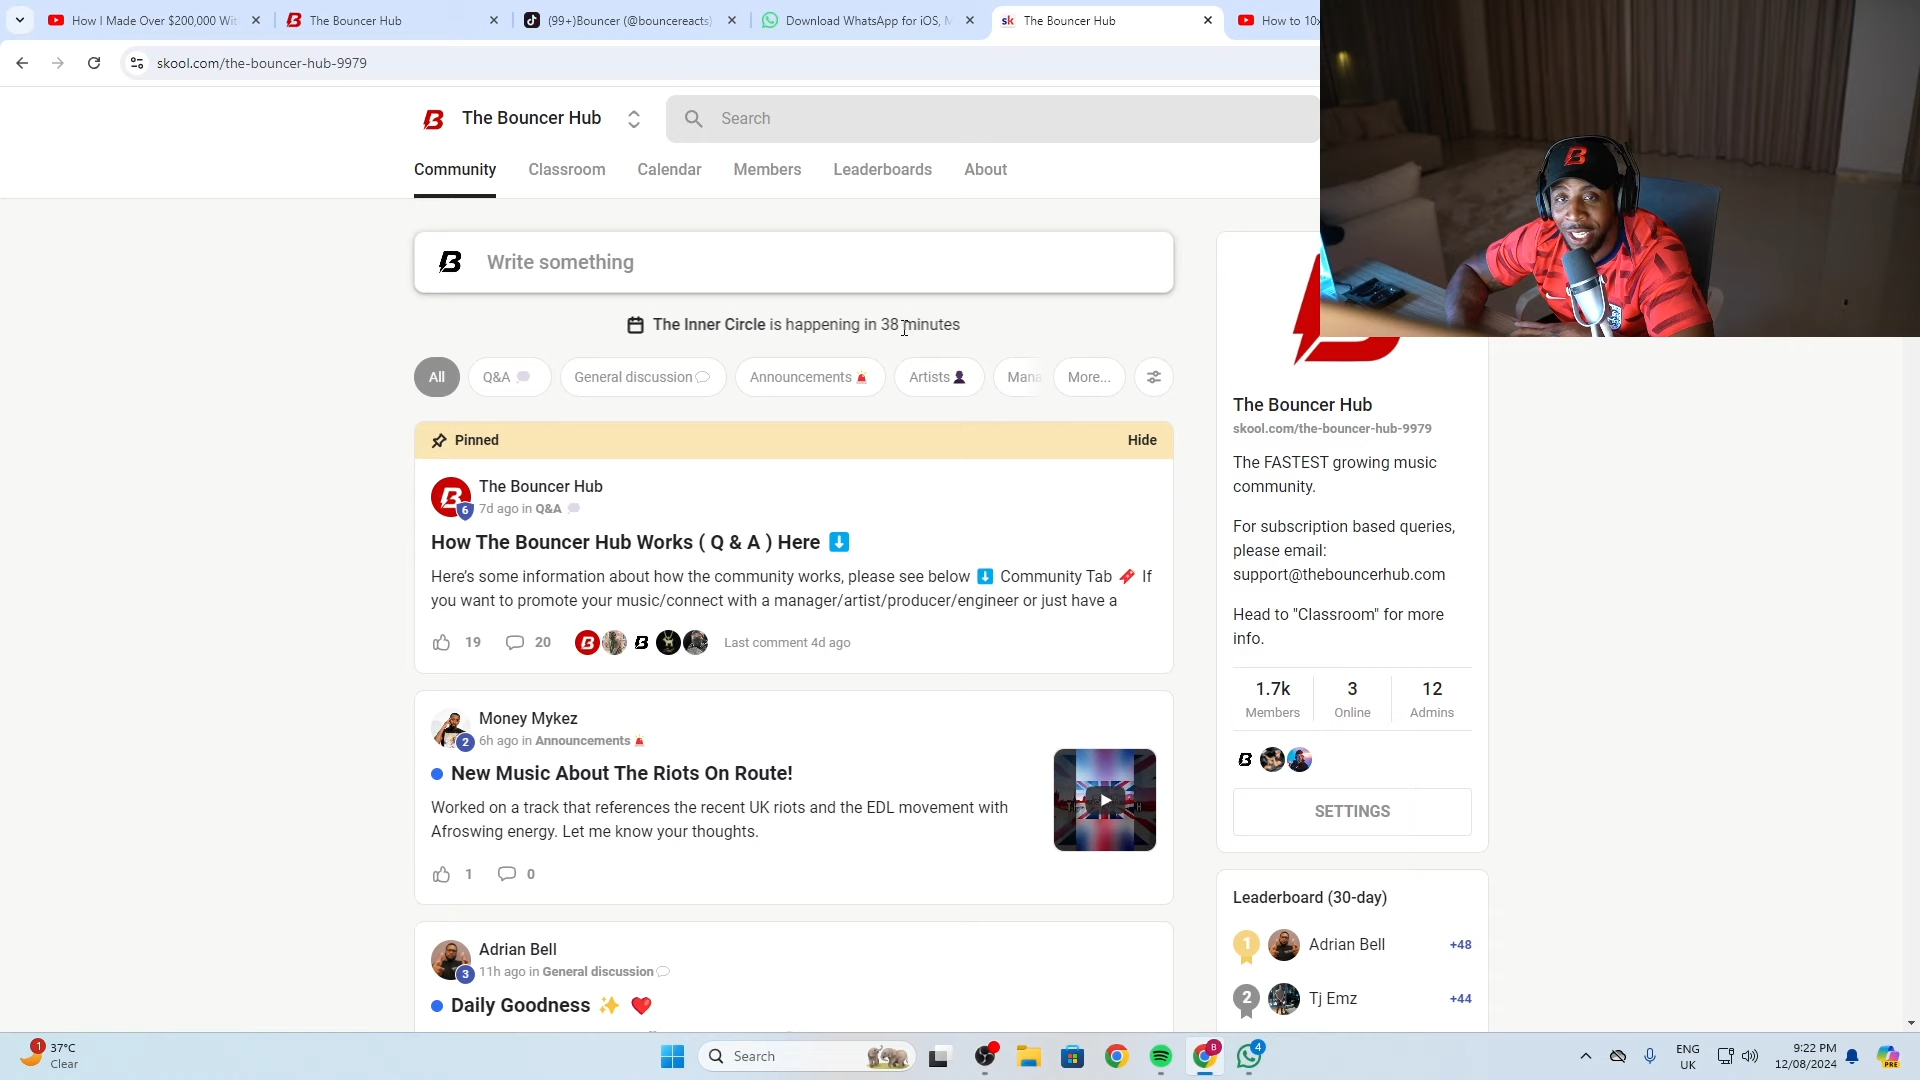 How I Made Over $200,000 Wit
The Bouncer Hub
(99+)Bouncer (@bouncereacts)
Download WhatsApp for iOS, M
sk The Bouncer Hub
How to 10x
skool.com/the-bouncer-hub-9979
B The Bouncer Hub
Search
Community Classroom Calendar Members Leaderboards About
B Write something
The Inner Circle is happening in 38 minutes
All Q&A General discussion Announcements Artists Mana More...
Pinned Hide
The Bouncer Hub
6 7d ago in Q&A
How The Bouncer Hub Works ( Q & A ) Here ⬇️
Here's some information about how the community works, please see below ⬇️ Community Tab If
you want to promote your music/connect with a manager/artist/producer/engineer or just have a
19 20 Last comment 4d ago
Money Mykez
2 6h ago in Announcements
New Music About The Riots On Route!
Worked on a track that references the recent UK riots and the EDL movement with
Afroswing energy. Let me know your thoughts.
1 0
Adrian Bell
3 11h ago in General discussion
Daily Goodness ✨ ❤️
The Bouncer Hub
skool.com/the-bouncer-hub-9979
The FASTEST growing music
community.
For subscription based queries,
please email:
support@thebouncerhub.com
Head to "Classroom" for more
info.
1.7k 3 12
Members Online Admins
SETTINGS
Leaderboard (30-day)
1 Adrian Bell +48
2 Tj Emz +44
1 37°C
Clear
Search
B
4
ENG
UK
9:22 PM
12/08/2024
PRE